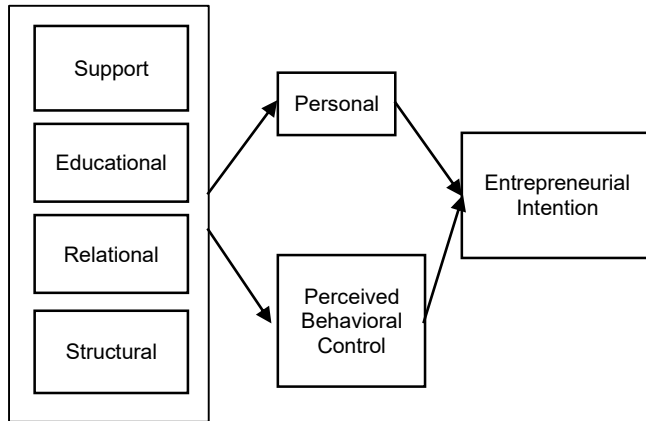 Support
Educational
Relational
Structural
Personal
Perceived
Behavioral
Control
Entrepreneurial
Intention